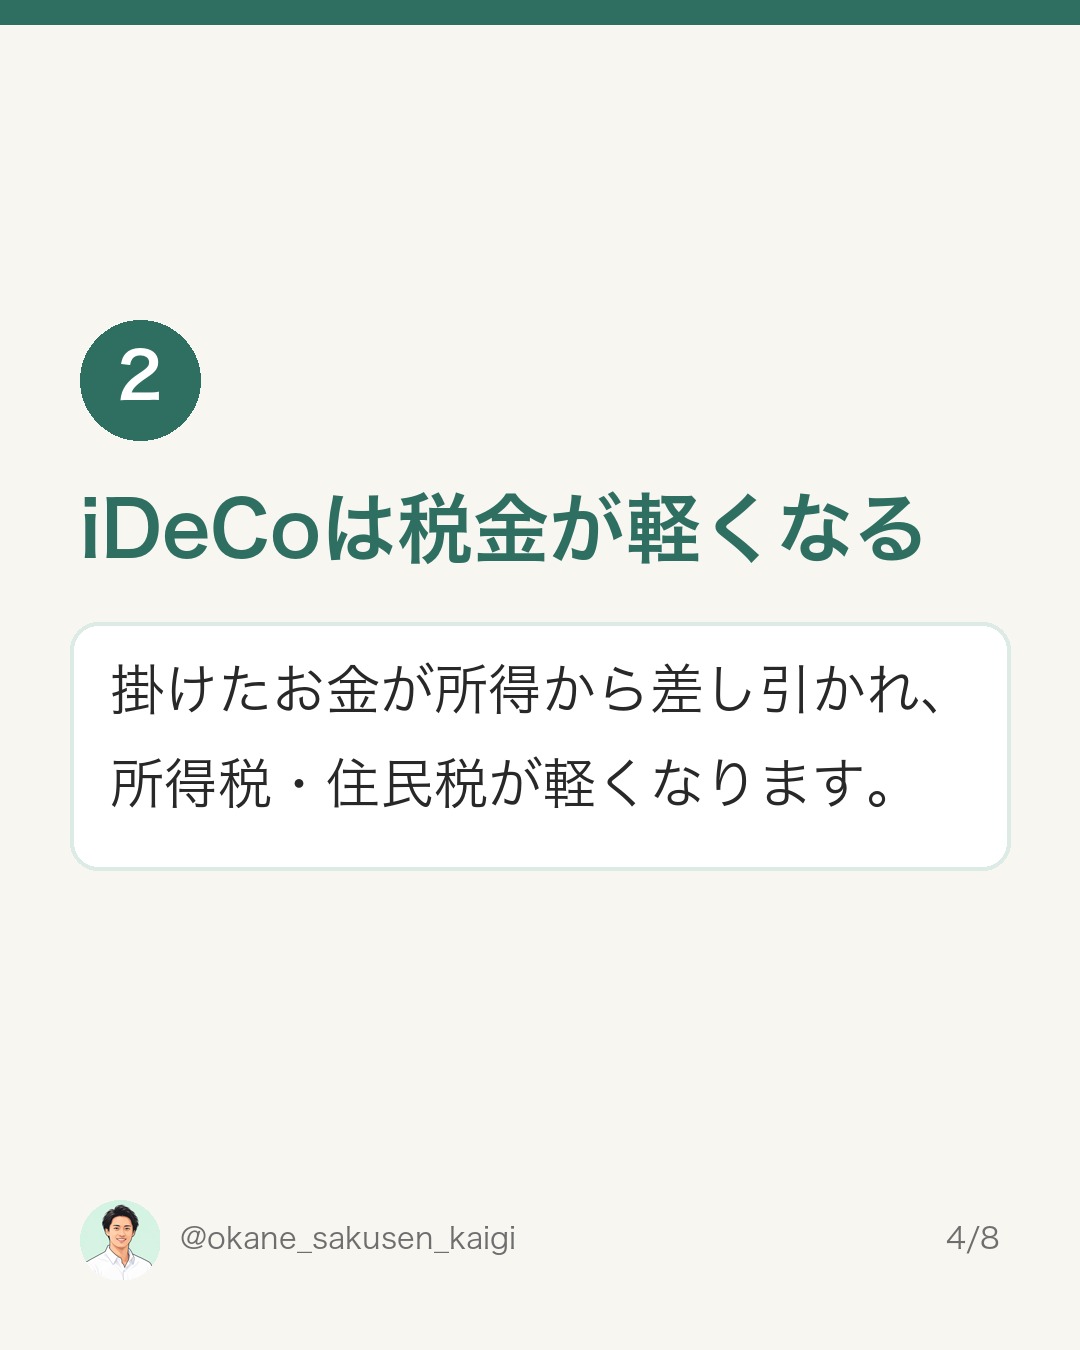 2
iDeCoは税金が軽くなる
掛けたお金が所得から差し引かれ、
所得税・住民税が軽くなります。
@okane_sakusen_kaigi
4/8